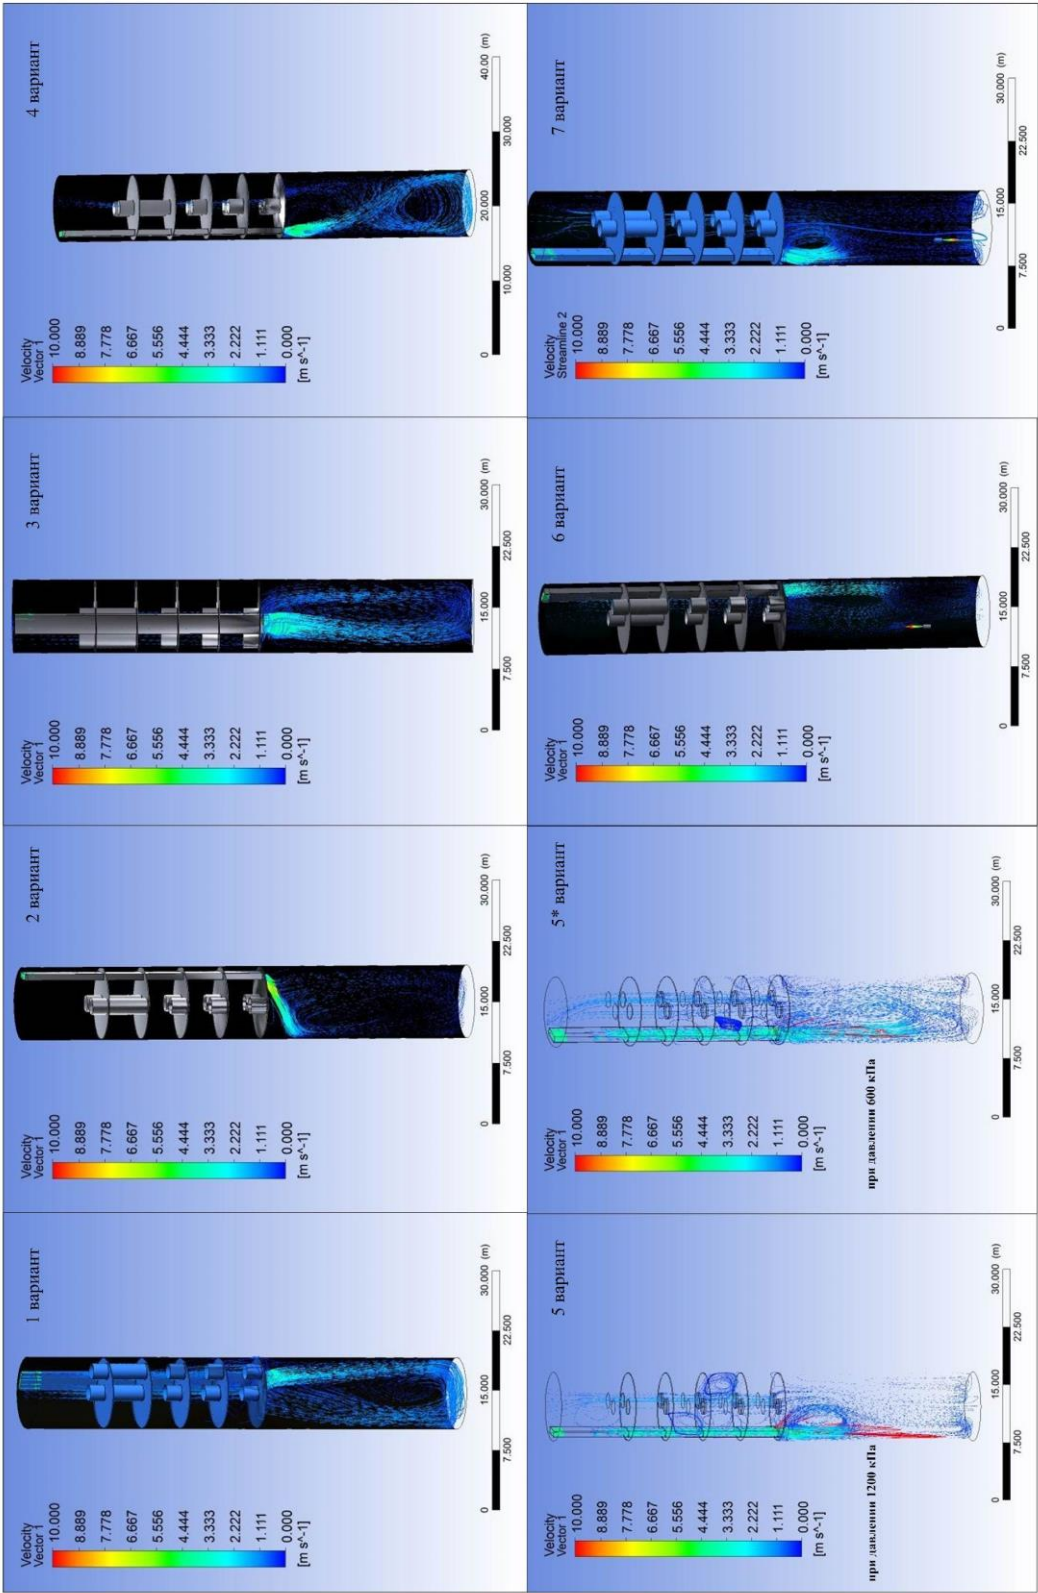 1 вариант
Velocity
Vector 1
10.000
8.889
7.778
6.667
5.556
4.444
3.333
2.222
1.111
0.000
[m s^-1]
0 7.500 15.000 22.500 30.000 (m)
2 вариант
Velocity
Vector 1
10.000
8.889
7.778
6.667
5.556
4.444
3.333
2.222
1.111
0.000
[m s^-1]
0 7.500 15.000 22.500 30.000 (m)
3 вариант
Velocity
Vector 1
10.000
8.889
7.778
6.667
5.556
4.444
3.333
2.222
1.111
0.000
[m s^-1]
0 7.500 15.000 22.500 30.000 (m)
4 вариант
Velocity
Vector 1
10.000
8.889
7.778
6.667
5.556
4.444
3.333
2.222
1.111
0.000
[m s^-1]
0 10.000 20.000 30.000 40.00 (m)
5 вариант
Velocity
Vector 1
10.000
8.889
7.778
6.667
5.556
4.444
3.333
2.222
1.111
0.000
[m s^-1]
при давлении 1200 кПа
0 7.500 15.000 22.500 30.000 (m)
5* вариант
Velocity
Vector 1
10.000
8.889
7.778
6.667
5.556
4.444
3.333
2.222
1.111
0.000
[m s^-1]
при давлении 600 кПа
0 7.500 15.000 22.500 30.000 (m)
6 вариант
Velocity
Vector 1
10.000
8.889
7.778
6.667
5.556
4.444
3.333
2.222
1.111
0.000
[m s^-1]
0 7.500 15.000 22.500 30.000 (m)
7 вариант
Velocity
Streamline 2
10.000
8.889
7.778
6.667
5.556
4.444
3.333
2.222
1.111
0.000
[m s^-1]
0 7.500 15.000 22.500 30.000 (m)